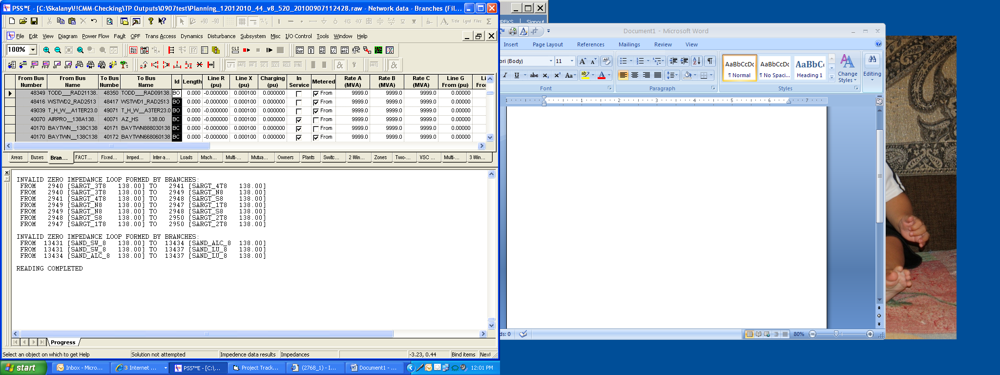 PSS™E - [C:\Skalany\!!CMM-Checking\TP Outputs\0907test\Planning_12012010_44_v8_520_20100907112428.raw - Network data - Branches (Fil...
File Edit View Diagram Power Flow Fault OPF Trans Access Dynamics Disturbance Subsystem Misc I/O Control Tools Window Help
100%
From Bus Number From Bus Name To Bus Numbe To Bus Name Id Length Line R (pu) Line X (pu) Charging (pu) In Service Metered Rate A (MVA) Rate B (MVA) Rate C (MVA) Line G From (pu) Li From
48349 TODD___RAD21138. 48350 TODD___RAD09138. BO 0.000 -0.000000 0.000100 0.000000 From 9999.0 9999.0 9999.0 0.00000
48416 WSTWD2_RAD2513 48417 WSTWD1_RAD2513 BO 0.000 -0.000000 0.000100 0.000000 From 9999.0 9999.0 9999.0 0.00000
49039 T_H_W__A1TER23.0 49071 T_H_W__A3TER23.0 BO 0.000 -0.000000 0.000100 0.000000 From 9999.0 9999.0 9999.0 0.00000
40070 AIRPRO__138A138. 40071 AZ_HS 138.00 BC 0.000 -0.000000 0.000100 0.000000 From 9999.0 9999.0 9999.0 0.00000
40170 BAYTWN__138C138 40171 BAYTWN888030138 BC 0.000 -0.000000 0.000100 0.000000 From 9999.0 9999.0 9999.0 0.00000
40170 BAYTWN__138C138 40172 BAYTWN668060138 BC 0.000 -0.000000 0.000100 0.000000 From 9999.0 9999.0 9999.0 0.00000
Areas Buses Bran... FACT... Fixed... Imped... Inter-a... Loads Mach... Multi-... Mutua... Owners Plants Switc... 2 Win... Zones Two-... VSC ... Multi-... 3 Win...
INVALID ZERO IMPEDANCE LOOP FORMED BY BRANCHES:
FROM 2940 [SARGT_3T8 138.00] TO 2941 [SARGT_4T8 138.00]
FROM 2940 [SARGT_3T8 138.00] TO 2949 [SARGT_N8 138.00]
FROM 2941 [SARGT_4T8 138.00] TO 2948 [SARGT_S8 138.00]
FROM 2949 [SARGT_N8 138.00] TO 2947 [SARGT_1T8 138.00]
FROM 2949 [SARGT_N8 138.00] TO 2948 [SARGT_S8 138.00]
FROM 2948 [SARGT_S8 138.00] TO 2950 [SARGT_2T8 138.00]
FROM 2947 [SARGT_1T8 138.00] TO 2950 [SARGT_2T8 138.00]
INVALID ZERO IMPEDANCE LOOP FORMED BY BRANCHES:
FROM 13431 [SAND_SW_8 138.00] TO 13434 [SAND_ALC_8 138.00]
FROM 13431 [SAND_SW_8 138.00] TO 13437 [SAND_LU_8 138.00]
FROM 13434 [SAND_ALC_8 138.00] TO 13437 [SAND_LU_8 138.00]
READING COMPLETED
Progress
Select an object on which to get Help Solution not attempted Impedence data results Impedances -3.23, 0.44 Bind items Next
start Inbox - Micro... 3 Internet ... PSS™E - [C:\... Project Track... (2768_1) - I... Document1 - ... 12:01 PM
Signout
Document1 - Microsoft Word
Insert Page Layout References Mailings Review View
ri (Body) 11
AaBbCcDc AaBbCcDc AaBbC
¶ Normal ¶ No Spaci... Heading 1 Change Styles Editing
Font Paragraph Styles
1 1 2 3 4 5 6 7
ds: 0 80%